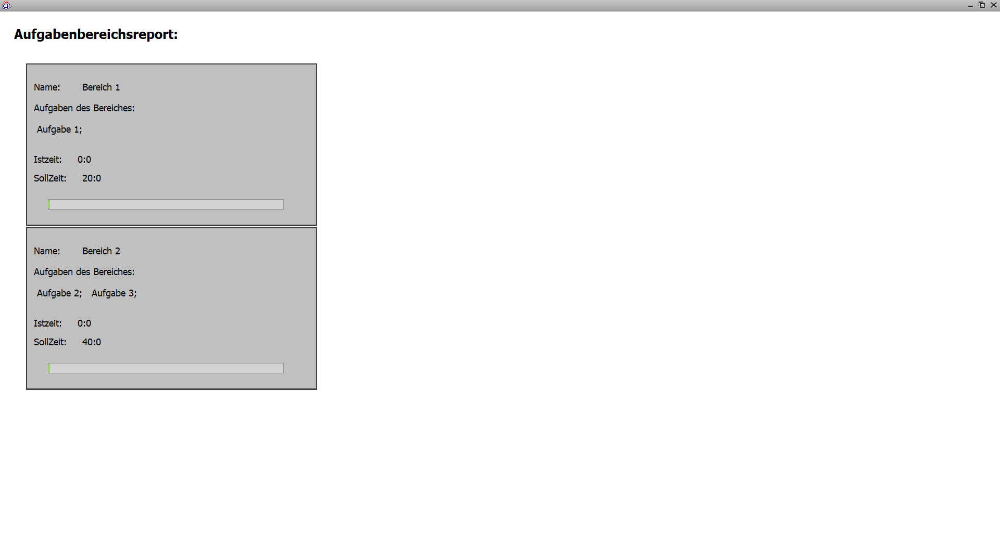 Aufgabenbereichsreport:
Name: Bereich 1
Aufgaben des Bereiches:
Aufgabe 1;
Istzeit: 0:0
SollZeit: 20:0
Name: Bereich 2
Aufgaben des Bereiches:
Aufgabe 2; Aufgabe 3;
Istzeit: 0:0
SollZeit: 40:0